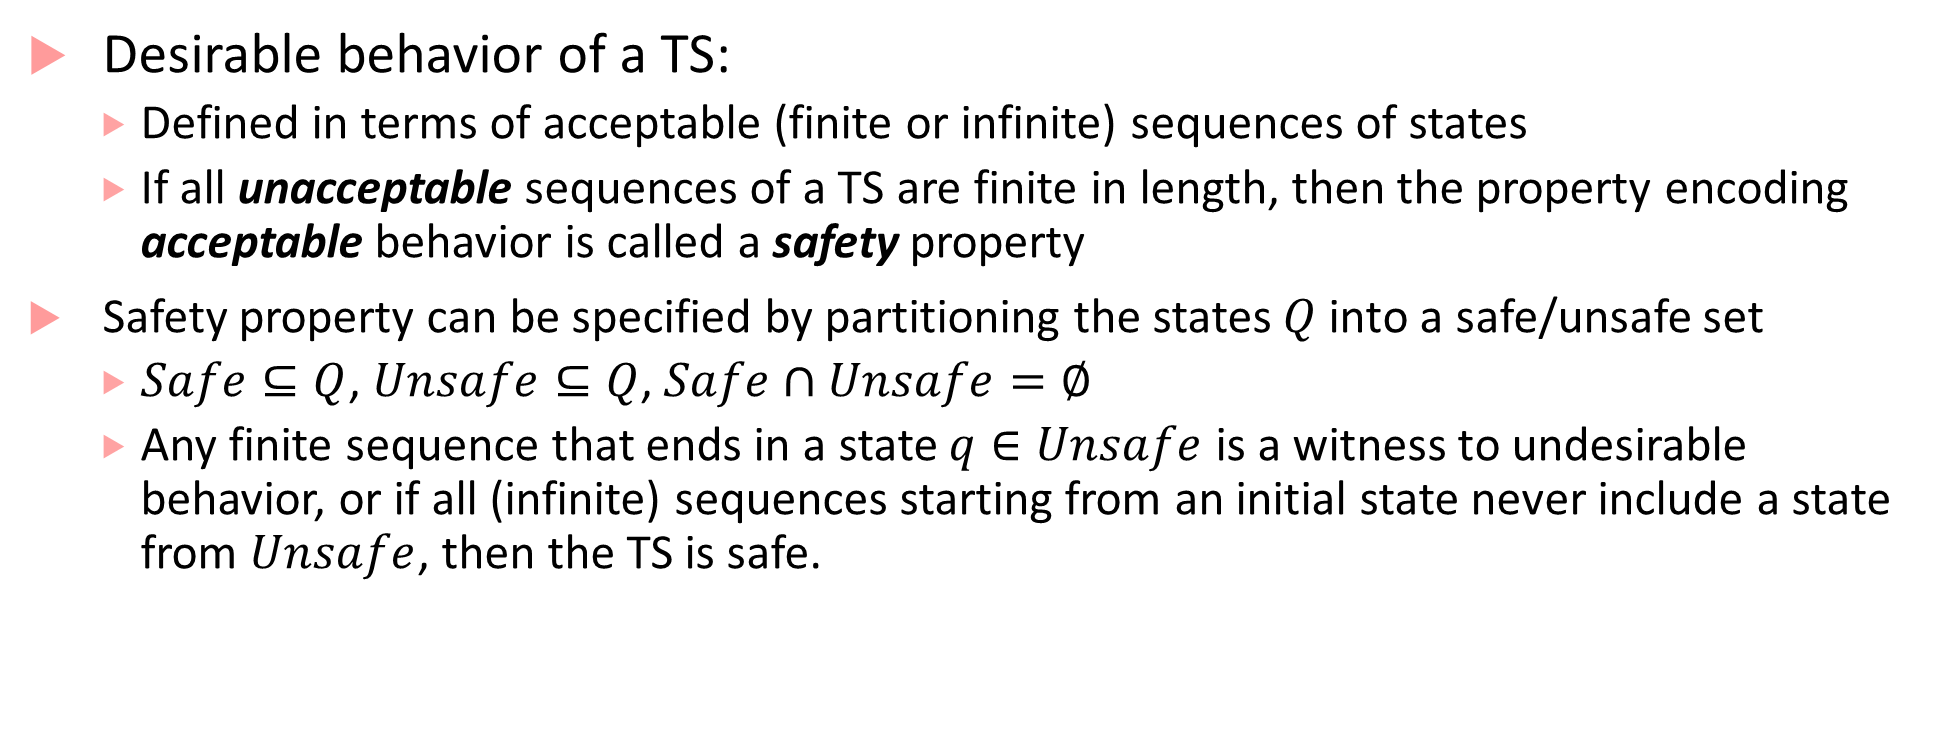 Desirable behavior of a TS:
Defined in terms of acceptable (finite or infinite) sequences of states
If all unacceptable sequences of a TS are finite in length, then the property encoding
acceptable behavior is called a safety property
Safety property can be specified by partitioning the states 𝑄 into a safe/unsafe set
𝑆𝑎𝑓𝑒 ⊆ 𝑄, 𝑈𝑛𝑠𝑎𝑓𝑒 ⊆ 𝑄, 𝑆𝑎𝑓𝑒 ∩ 𝑈𝑛𝑠𝑎𝑓𝑒 = ∅
Any finite sequence that ends in a state 𝑞 ∈ 𝑈𝑛𝑠𝑎𝑓𝑒 is a witness to undesirable
behavior, or if all (infinite) sequences starting from an initial state never include a state
from 𝑈𝑛𝑠𝑎𝑓𝑒, then the TS is safe.